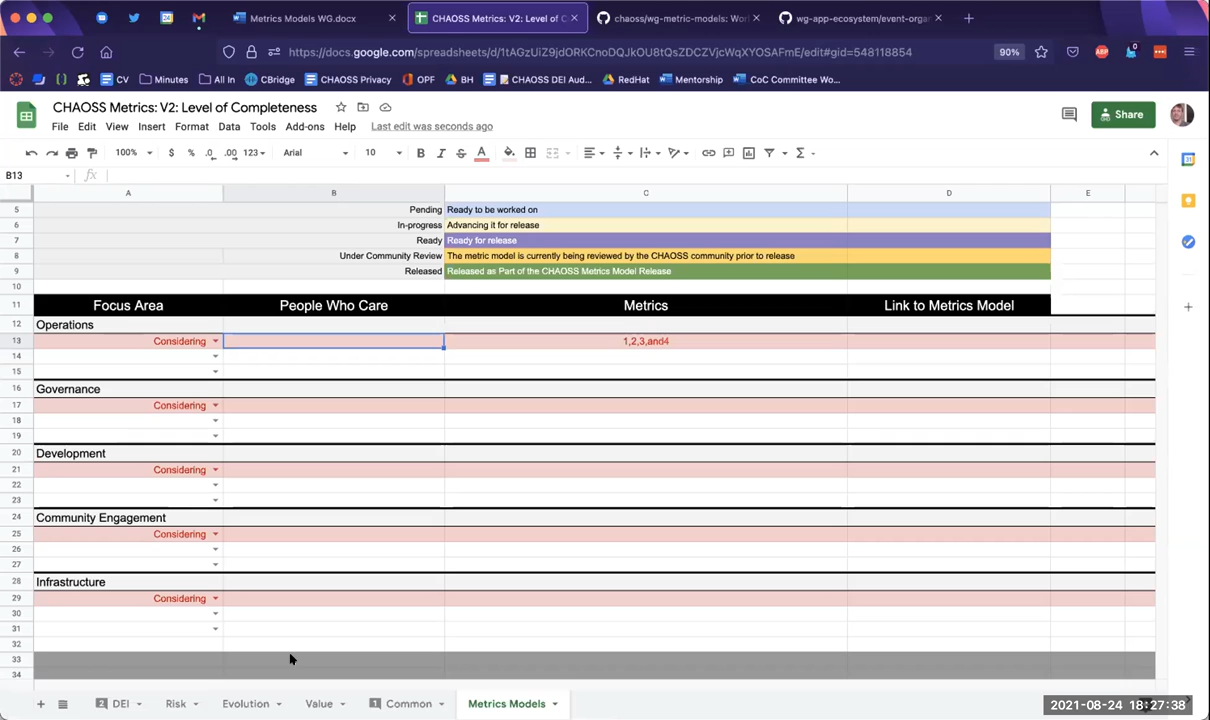 Metrics Models WG.docx
CHAOSS Metrics: V2: Level of C
chaoss/wg-metric-models: Wor
wg-app-ecosystem/event-organ
https://docs.google.com/spreadsheets/d/1tAGzUiZ9jdORKCnoDQJkOU8tQsZDCZVjcWqXYOSAFmE/edit#gid=548118854
90%
CV Minutes All In CBridge CHAOSS Privacy OPF BH CHAOSS DEI Aud... RedHat Mentorship CoC Committee Wo...
CHAOSS Metrics: V2: Level of Completeness
File Edit View Insert Format Data Tools Add-ons Help Last edit was seconds ago
Share
100% $ % .0 .00 123 Arial 10 B I S A
B13 fx
A B C D E
5 Pending Ready to be worked on
6 In-progress Advancing it for release
7 Ready Ready for release
8 Under Community Review The metric model is currently being reviewed by the CHAOSS community prior to release
9 Released Released as Part of the CHAOSS Metrics Model Release
10
11 Focus Area People Who Care Metrics Link to Metrics Model
12 Operations
13 Considering 1,2,3,and4
14
15
16 Governance
17 Considering
18
19
20 Development
21 Considering
22
23
24 Community Engagement
25 Considering
26
27
28 Infrastructure
29 Considering
30
31
32
33
34
2 DEI Risk Evolution Value 1 Common Metrics Models
2021-08-24 18:27:38